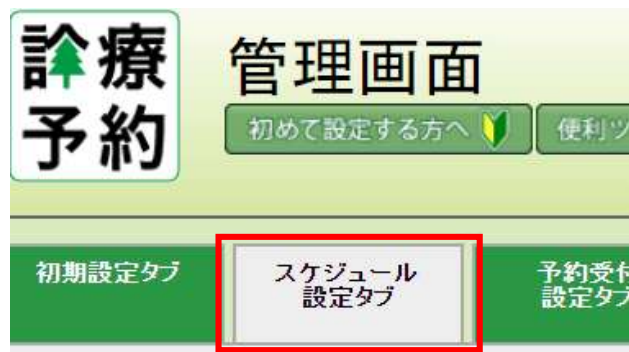 診療
予約
管理画面
初めて設定する方へ
便利ツ
初期設定タブ
スケジュール
設定タブ
予約受付
設定タブ